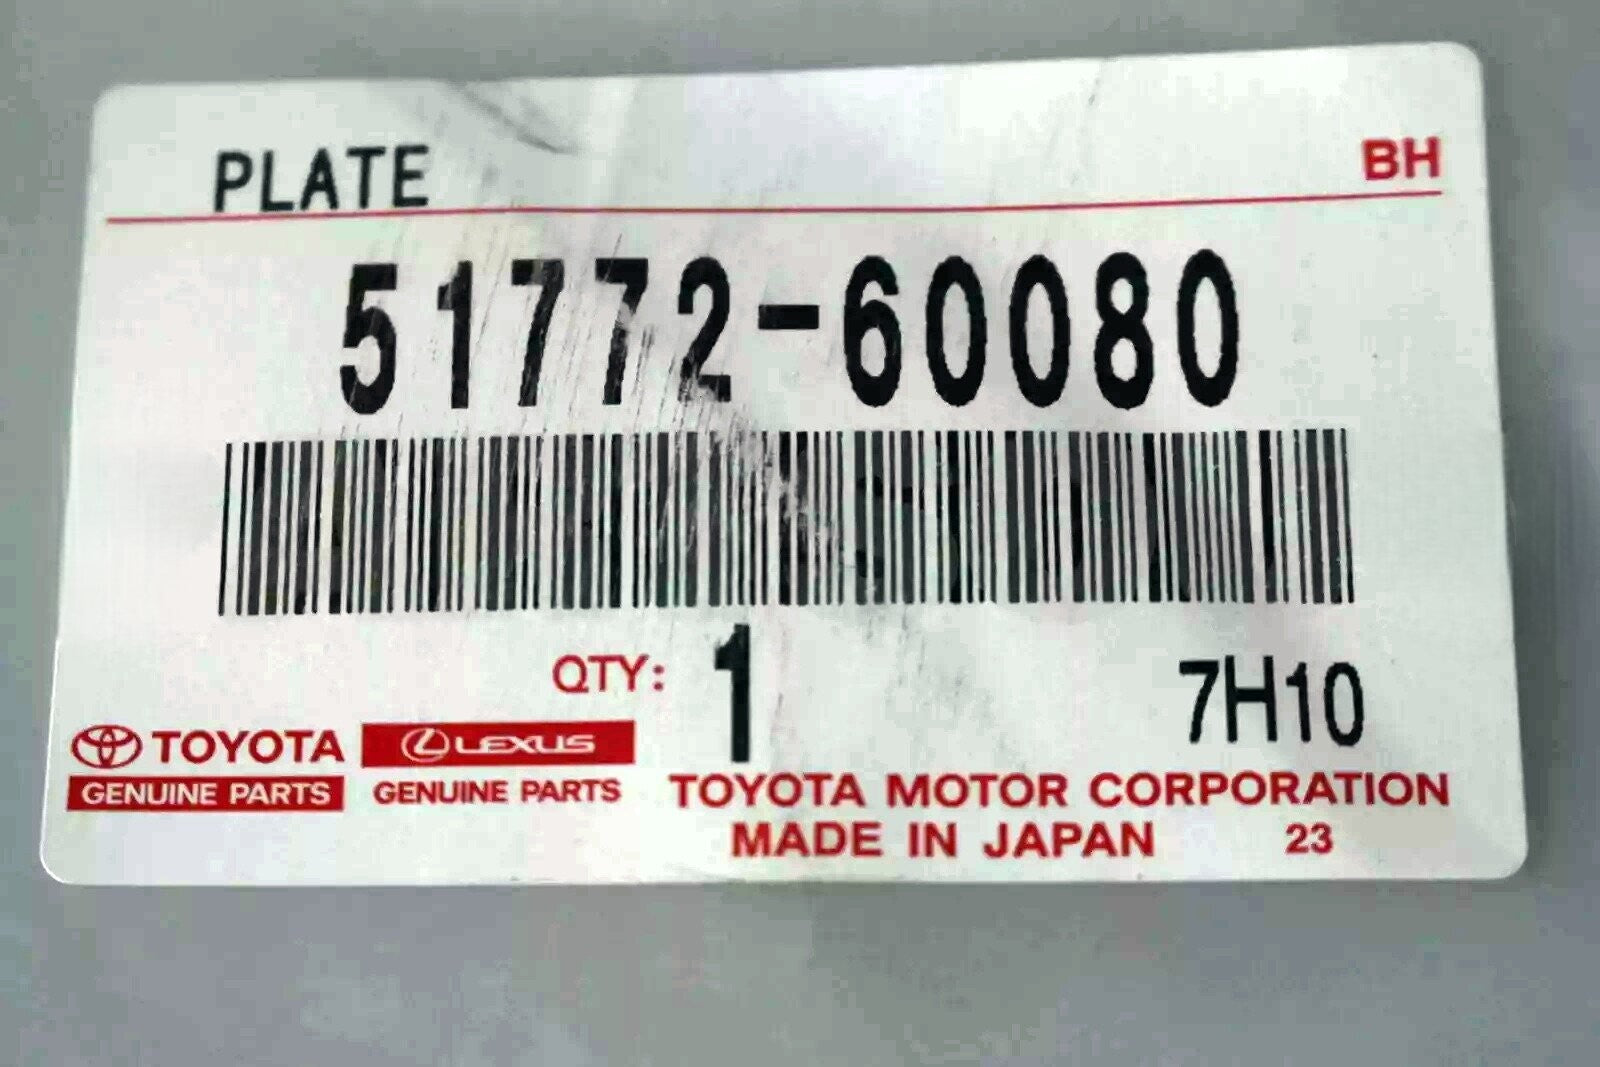 PLATE BH
51772-60080
QTY: 1 7H10
TOYOTA LEXUS
GENUINE PARTS GENUINE PARTS TOYOTA MOTOR CORPORATION
MADE IN JAPAN 23